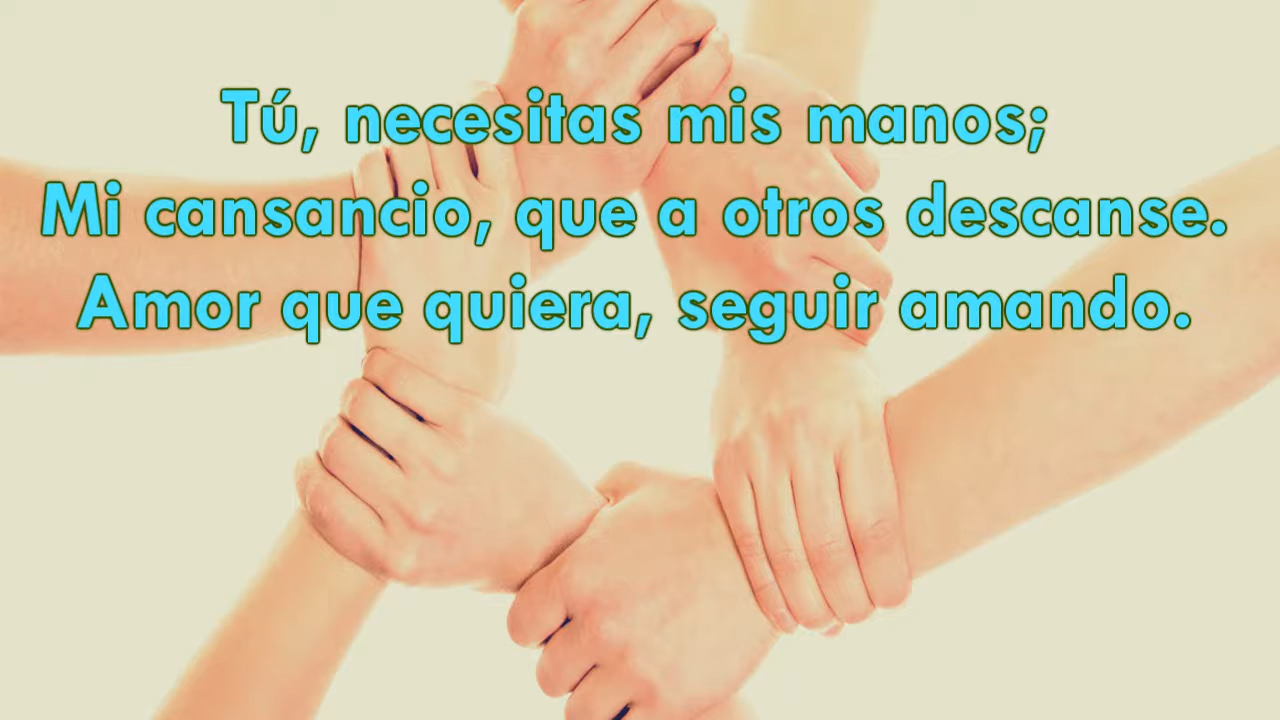 Tú, necesitas mis manos;
Mi cansancio, que a otros descanse.
Amor que quiera, seguir amando.